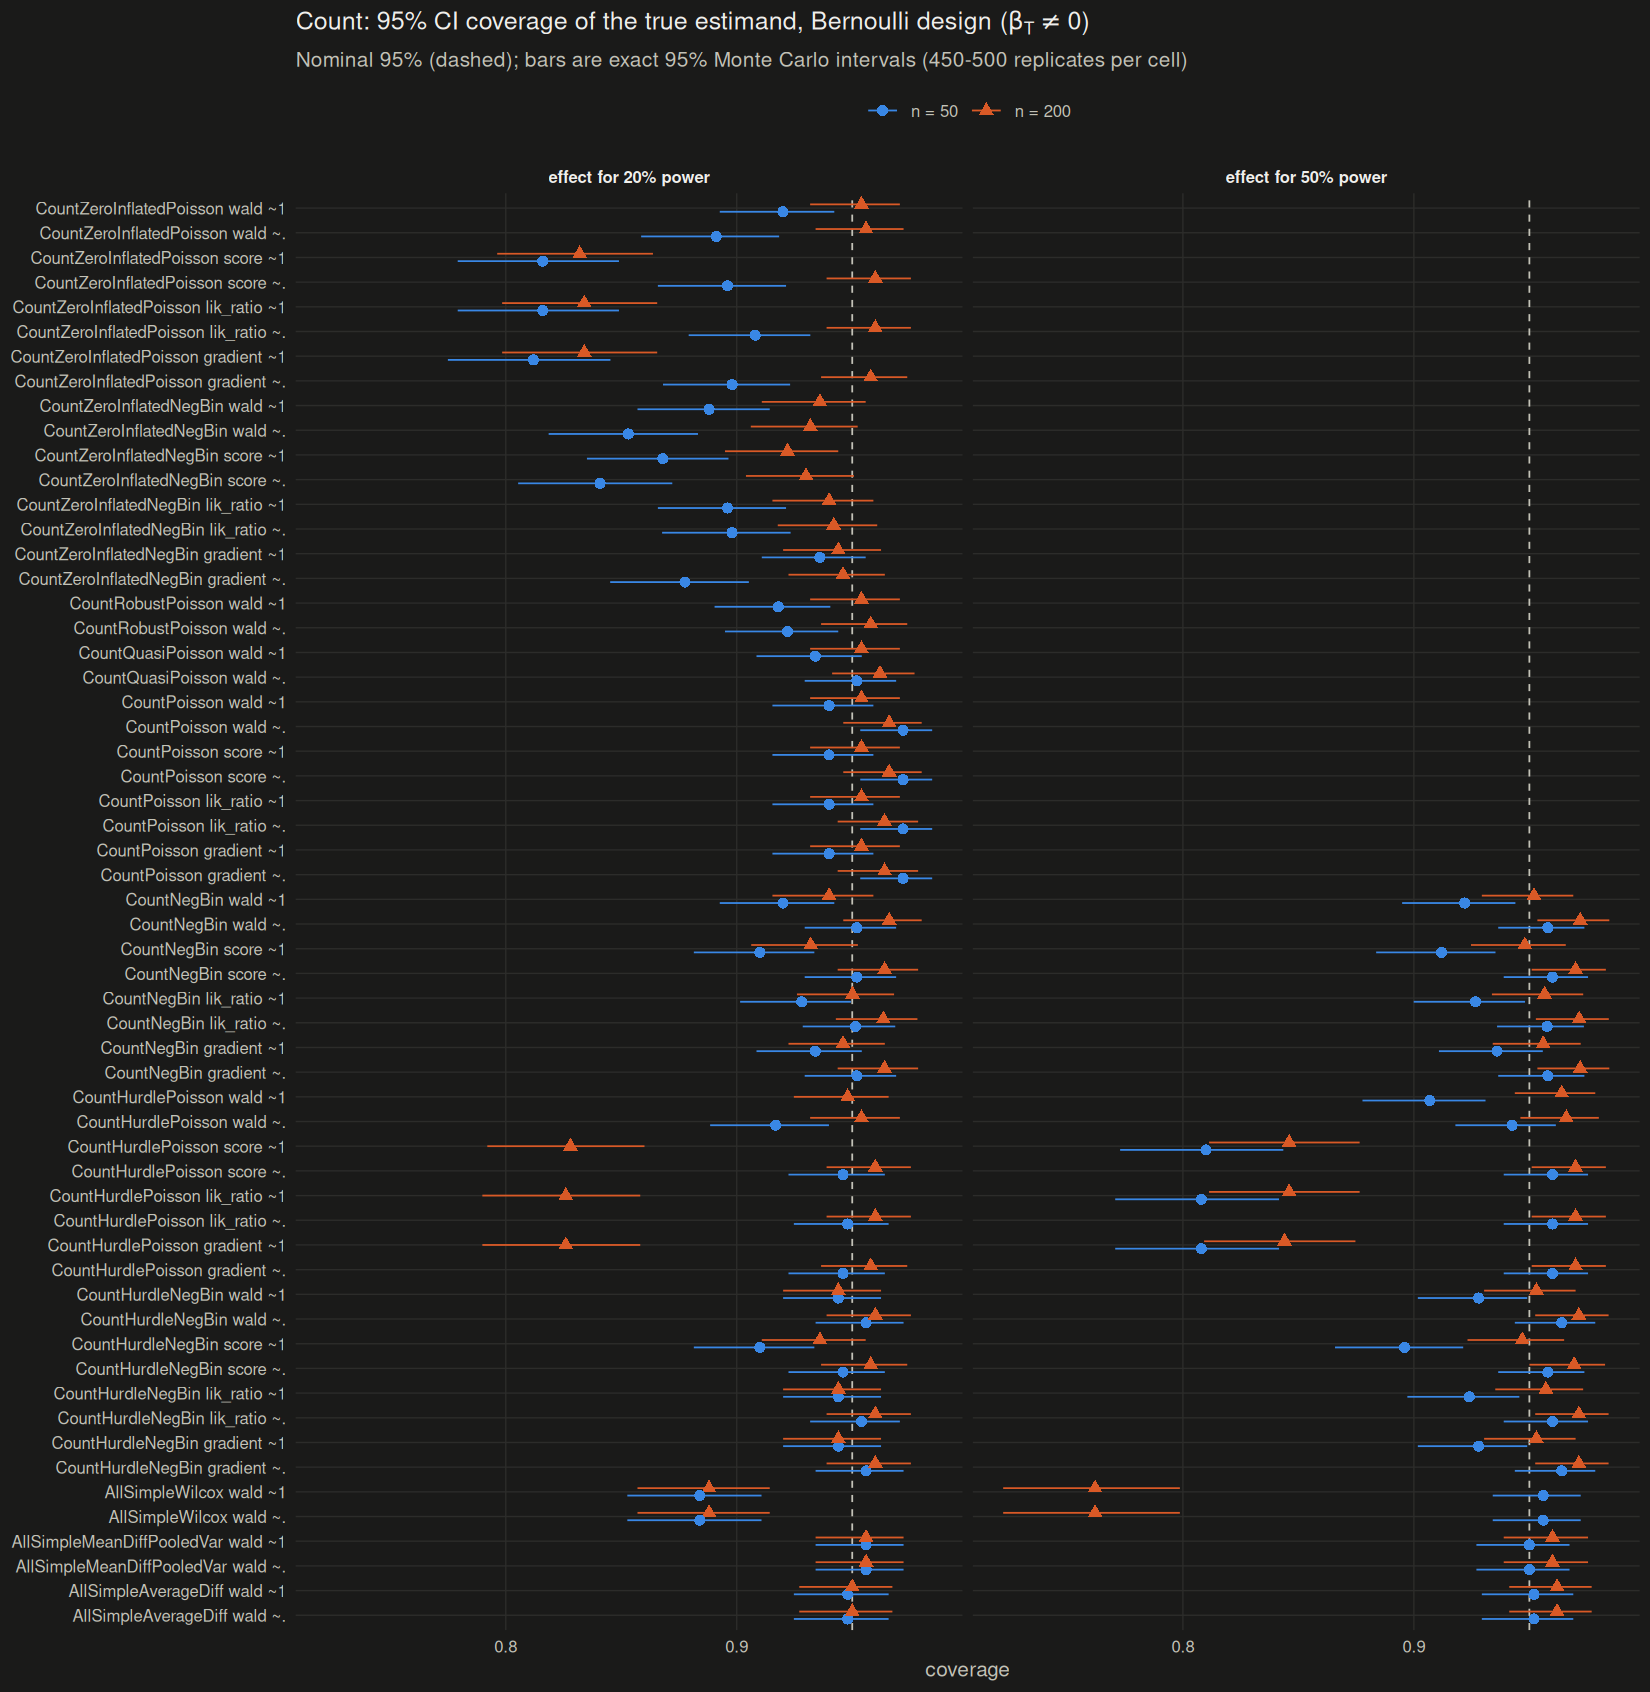 Count: 95% CI coverage of the true estimand, Bernoulli design (βT ≠ 0)
Nominal 95% (dashed); bars are exact 95% Monte Carlo intervals (450-500 replicates per cell)
n = 50 n = 200
effect for 20% power effect for 50% power
CountZeroInflatedPoisson wald ~1
CountZeroInflatedPoisson wald ~.
CountZeroInflatedPoisson score ~1
CountZeroInflatedPoisson score ~.
CountZeroInflatedPoisson lik_ratio ~1
CountZeroInflatedPoisson lik_ratio ~.
CountZeroInflatedPoisson gradient ~1
CountZeroInflatedPoisson gradient ~.
CountZeroInflatedNegBin wald ~1
CountZeroInflatedNegBin wald ~.
CountZeroInflatedNegBin score ~1
CountZeroInflatedNegBin score ~.
CountZeroInflatedNegBin lik_ratio ~1
CountZeroInflatedNegBin lik_ratio ~.
CountZeroInflatedNegBin gradient ~1
CountZeroInflatedNegBin gradient ~.
CountRobustPoisson wald ~1
CountRobustPoisson wald ~.
CountQuasiPoisson wald ~1
CountQuasiPoisson wald ~.
CountPoisson wald ~1
CountPoisson wald ~.
CountPoisson score ~1
CountPoisson score ~.
CountPoisson lik_ratio ~1
CountPoisson lik_ratio ~.
CountPoisson gradient ~1
CountPoisson gradient ~.
CountNegBin wald ~1
CountNegBin wald ~.
CountNegBin score ~1
CountNegBin score ~.
CountNegBin lik_ratio ~1
CountNegBin lik_ratio ~.
CountNegBin gradient ~1
CountNegBin gradient ~.
CountHurdlePoisson wald ~1
CountHurdlePoisson wald ~.
CountHurdlePoisson score ~1
CountHurdlePoisson score ~.
CountHurdlePoisson lik_ratio ~1
CountHurdlePoisson lik_ratio ~.
CountHurdlePoisson gradient ~1
CountHurdlePoisson gradient ~.
CountHurdleNegBin wald ~1
CountHurdleNegBin wald ~.
CountHurdleNegBin score ~1
CountHurdleNegBin score ~.
CountHurdleNegBin lik_ratio ~1
CountHurdleNegBin lik_ratio ~.
CountHurdleNegBin gradient ~1
CountHurdleNegBin gradient ~.
AllSimpleWilcox wald ~1
AllSimpleWilcox wald ~.
AllSimpleMeanDiffPooledVar wald ~1
AllSimpleMeanDiffPooledVar wald ~.
AllSimpleAverageDiff wald ~1
AllSimpleAverageDiff wald ~.
0.8 0.9 0.8 0.9
coverage